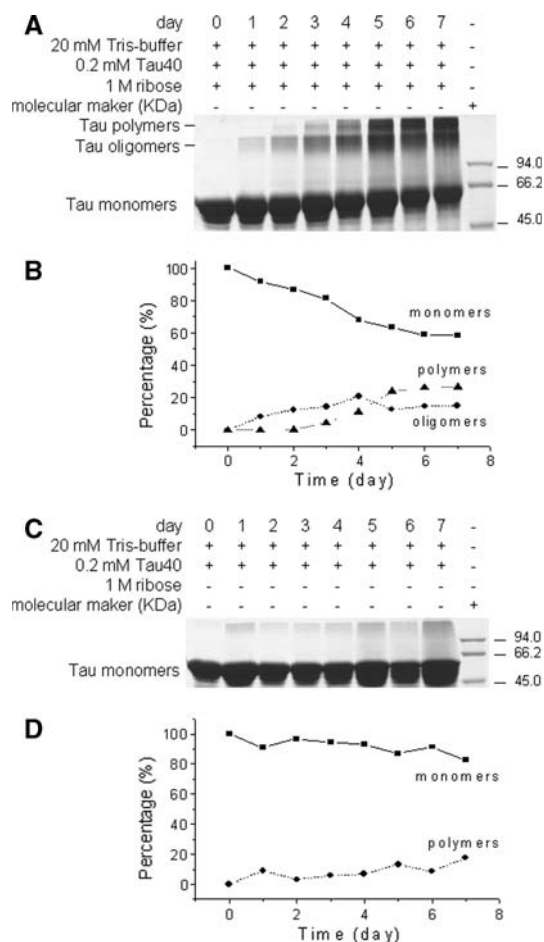 A
day 0 1 2 3 4 5 6 7 -
20 mM Tris-buffer + + + + + + + + -
0.2 mM Tau40 + + + + + + + + -
1 M ribose + + + + + + + + -
molecular maker (KDa) - - - - - - - - +
Tau polymers
Tau oligomers
94.0
66.2
Tau monomers
45.0
B
100
80
60
40
20
0
Percentage (%)
monomers
polymers
oligomers
0 2 4 6 8
Time (day)
C
day 0 1 2 3 4 5 6 7 -
20 mM Tris-buffer + + + + + + + + -
0.2 mM Tau40 + + + + + + + + -
1 M ribose - - - - - - - - -
molecular maker (KDa) - - - - - - - - +
94.0
66.2
Tau monomers
45.0
D
100
80
60
40
20
0
Percentage (%)
monomers
polymers
0 2 4 6 8
Time (day)